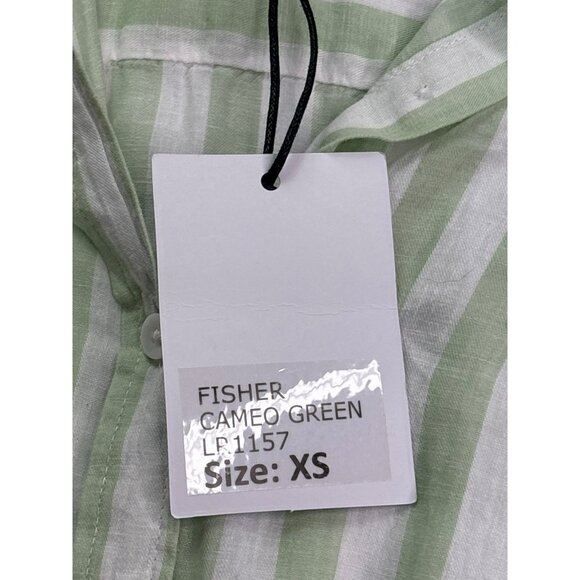 FISHER
CAMEO GREEN
LR1157
Size: XS